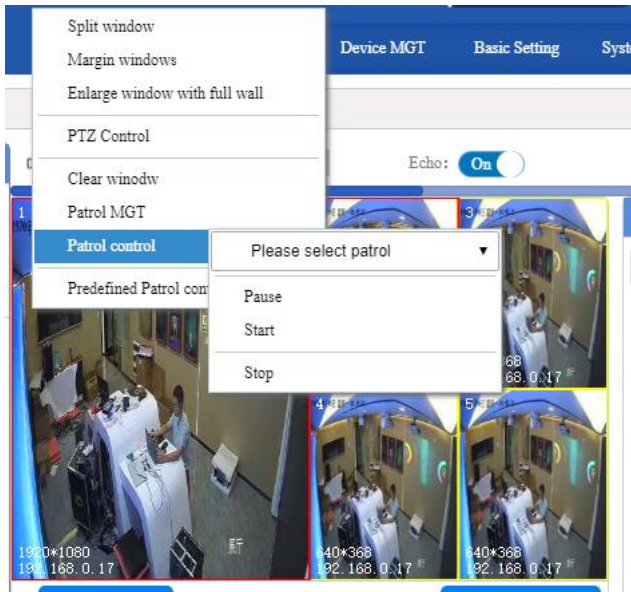 Split window
Margin windows
Enlarge window with full wall
PTZ Control
Clear winodw
Patrol MGT
Patrol control
Predefined Patrol con
Device MGT
Basic Setting
Syst
Echo:
On
Please select patrol
Pause
Start
Stop
1
3
68
68.0.17
4
5
1920*1080
192.168.0.17
640*368
192.168.0.17
640*368
192.168.0.17